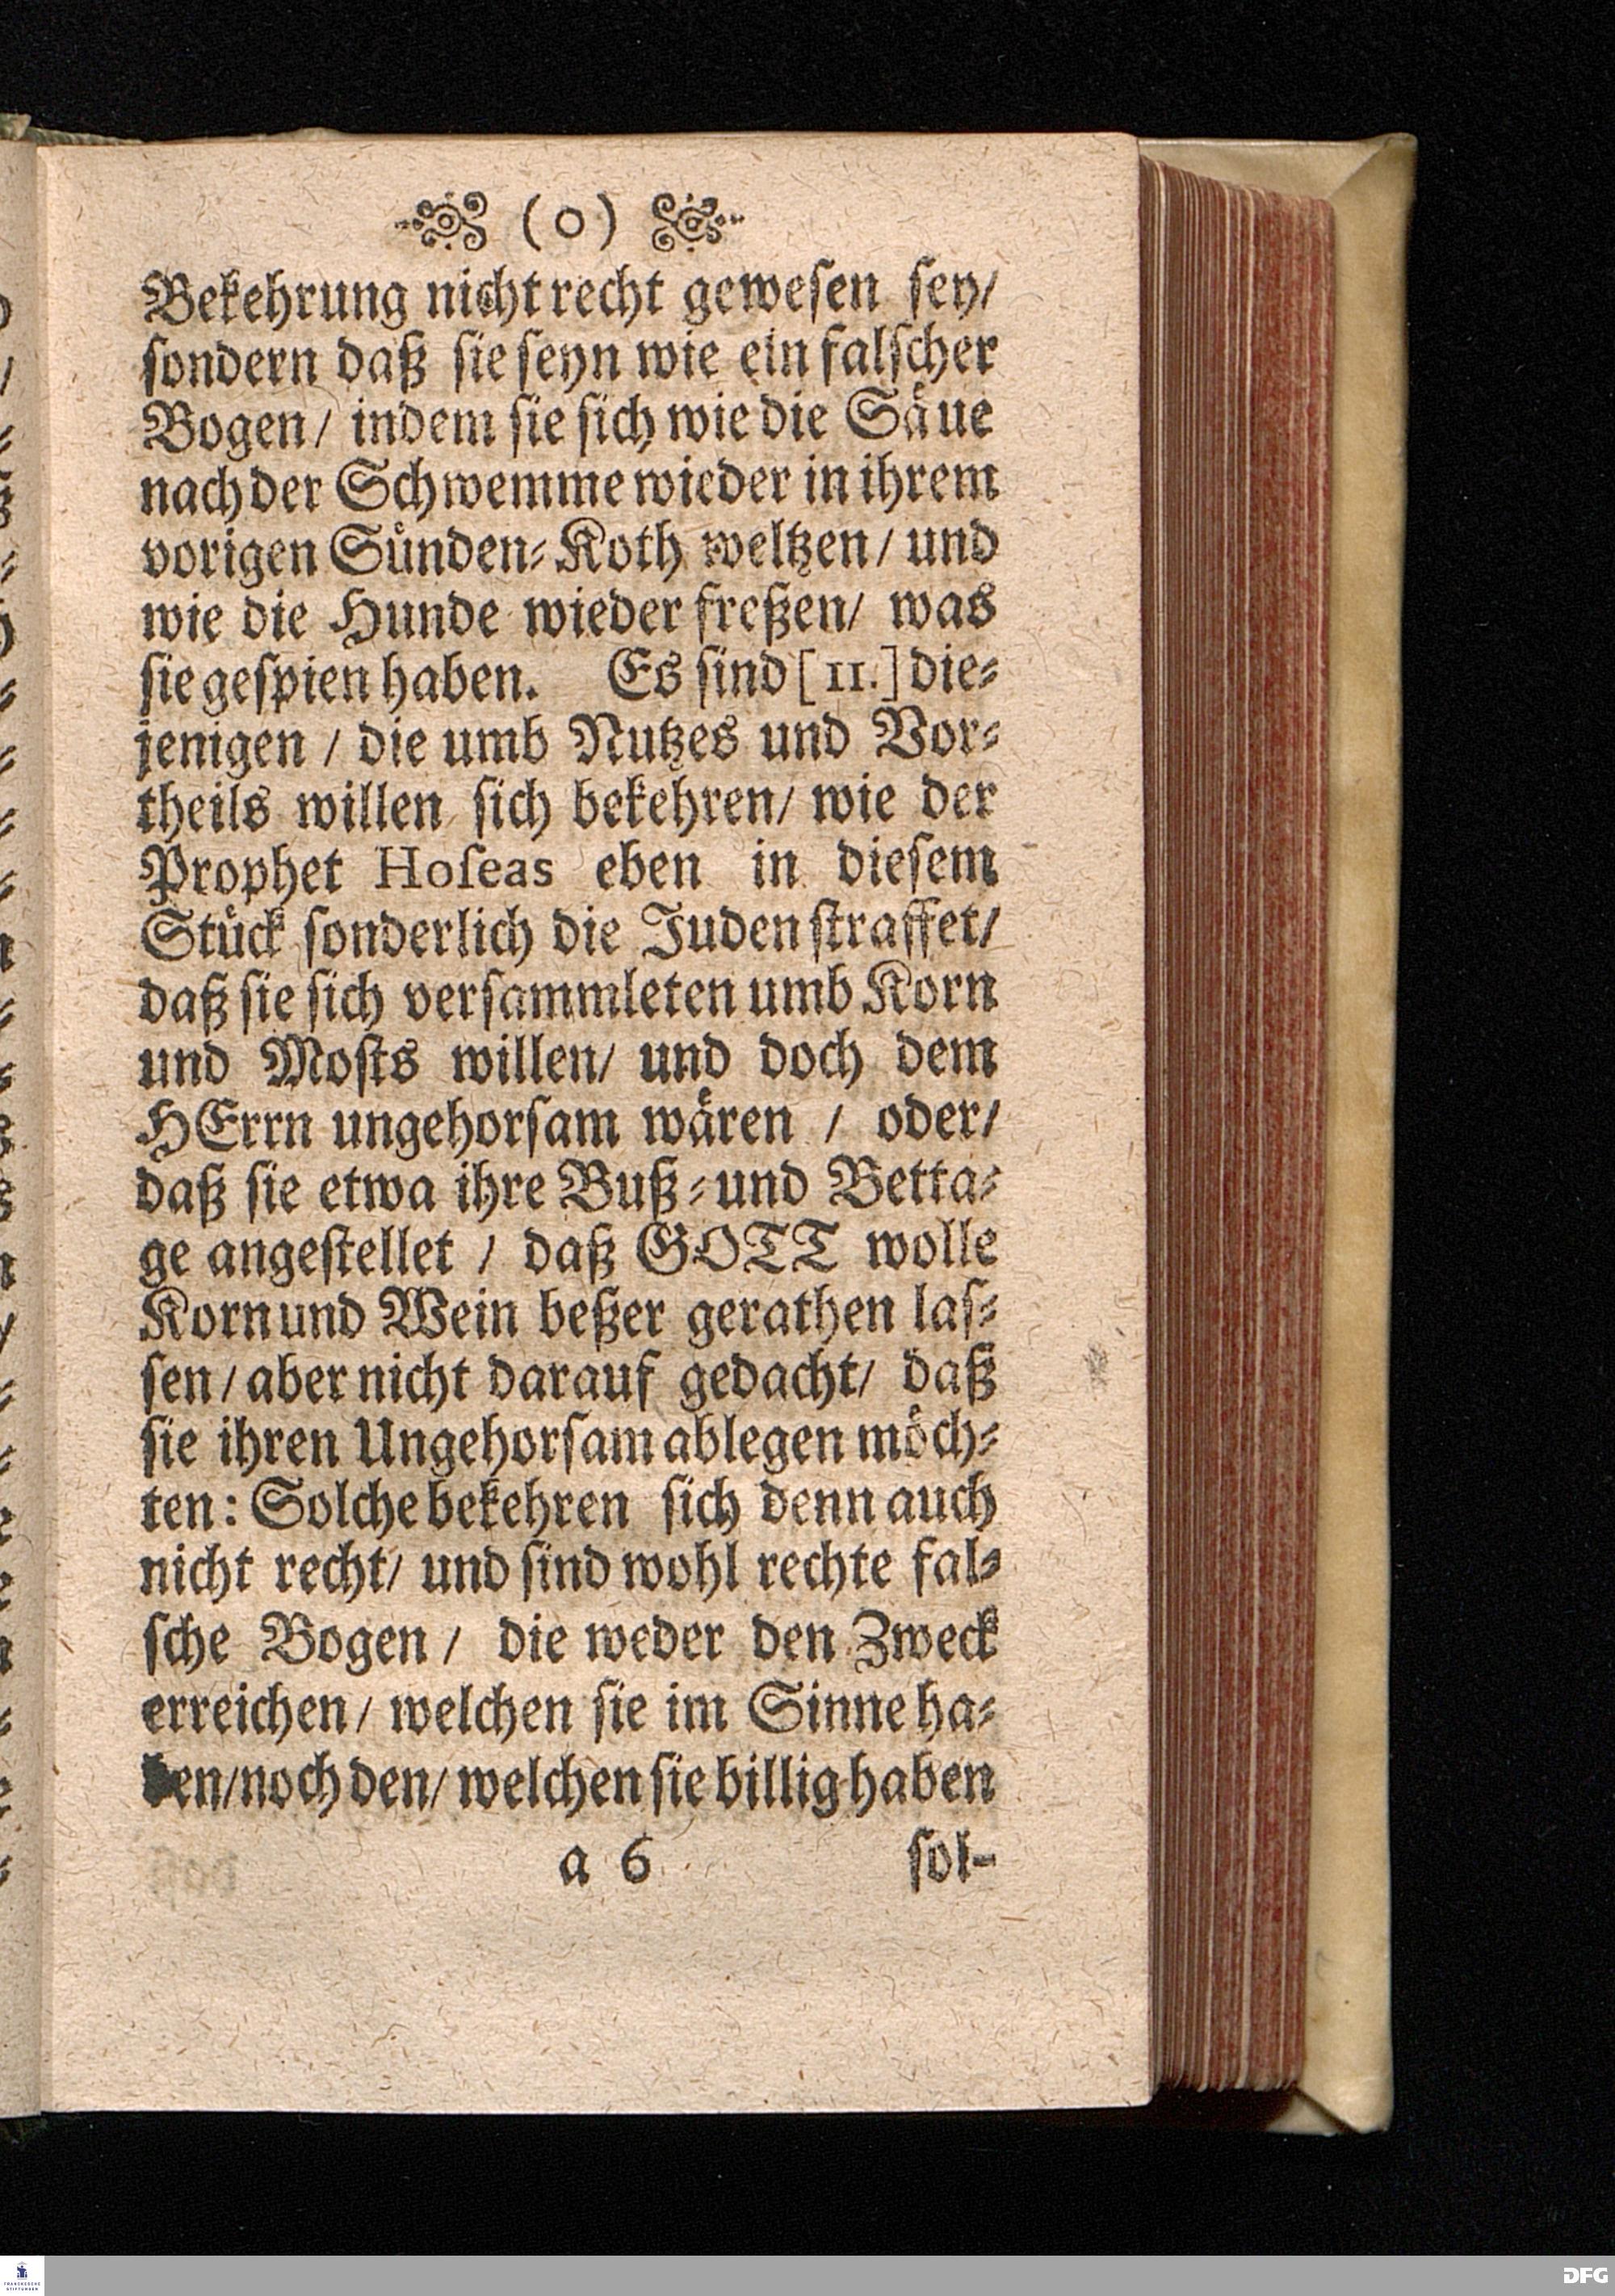 (0)
Bekehrung nicht recht gewesen sey/
sondern daß sie seyn wie ein falscher
Bogen/ indem sie sich wie die Säue
nach der Schwemme wieder in ihrem
vorigen Sünden-Koth weltzen/ und
wie die Hunde wieder freßen/ was
sie gespien haben. Es sind [11.] die-
jenigen / die umb Nutzes und Vor-
theils willen sich bekehren/ wie der
Prophet Hoseas eben in diesem
Stück sonderlich die Juden straffet/
daß sie sich versammleten umb Korn
und Mosts willen/ und doch dem
HErrn ungehorsam wären / oder/
daß sie etwa ihre Buß- und Betta-
ge angestellet / daß GOTT wolle
Korn und Wein beßer gerathen las-
sen/ aber nicht darauf gedacht/ daß
sie ihren Ungehorsam ablegen möch-
ten: Solche bekehren sich denn auch
nicht recht/ und sind wohl rechte fal-
sche Bogen/ die weder den Zweck
erreichen/ welchen sie im Sinne ha-
ben/ noch den/ welchen sie billig haben
a 6 sol-
FRANCKESCHE
STIFTUNGEN
DFG